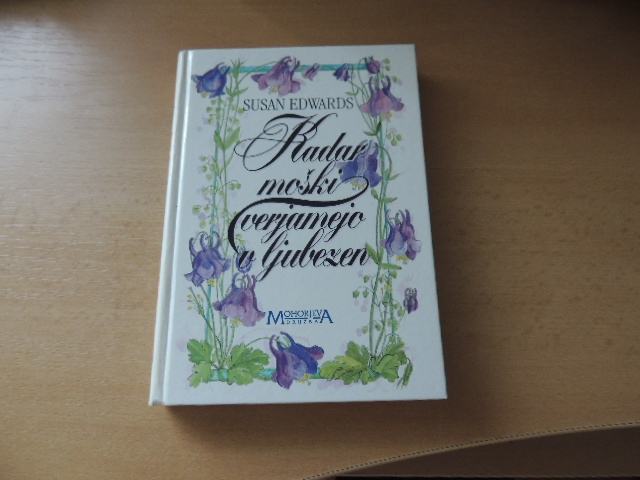 SUSAN EDWARDS
Kadar
moški
verjamejo
v ljubezen
MOHORJEVA
DRUŽBA